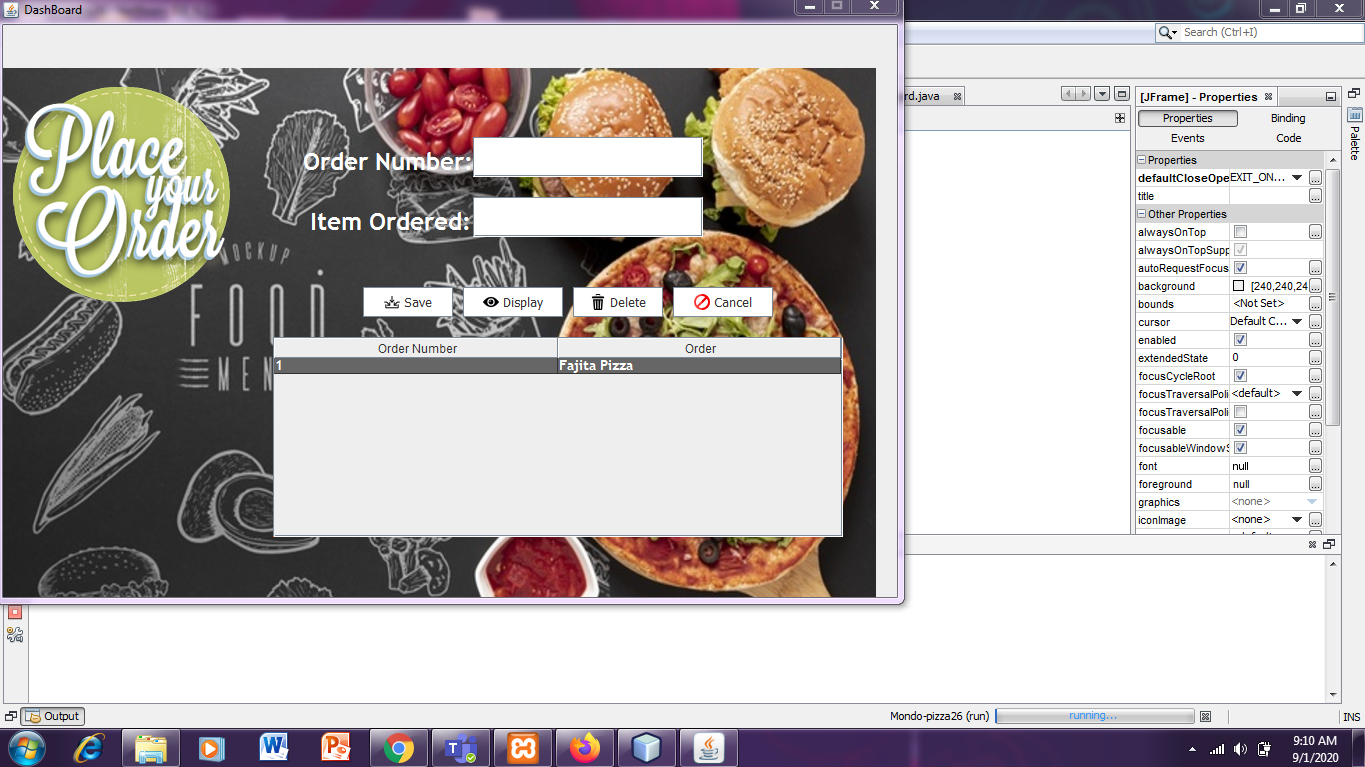 DashBoard
Search (Ctrl+I)
rd.java
[JFrame] - Properties
Properties
Binding
Events
Code
Palette
Properties
defaultCloseOpe
EXIT_ON...
...
title
...
Other Properties
alwaysOnTop
...
alwaysOnTopSupp
autoRequestFocus
...
background
[240,240,24
...
bounds
<Not Set>
...
cursor
Default C...
...
enabled
...
extendedState
0
...
focusCycleRoot
...
focusTraversalPoli
<default>
...
focusTraversalPoli
...
focusable
...
focusableWindowS
...
font
null
...
foreground
null
...
graphics
<none>
iconImage
<none>
...
Place
your
Order
Order Number:
Item Ordered:
MOCKUP
FOOD
MEN
Save
Display
Delete
Cancel
Order Number
Order
1
Fajita Pizza
Output
Mondo-pizza26 (run)
running...
INS
9:10 AM
9/1/2020